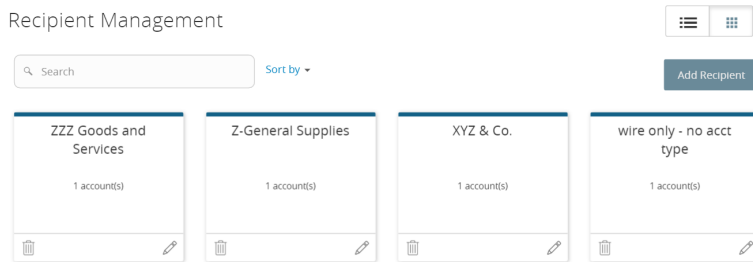 Recipient Management
Search
Sort by
Add Recipient
ZZZ Goods and
Services
1 account(s)
Z-General Supplies
1 account(s)
XYZ & Co.
1 account(s)
wire only - no acct
type
1 account(s)